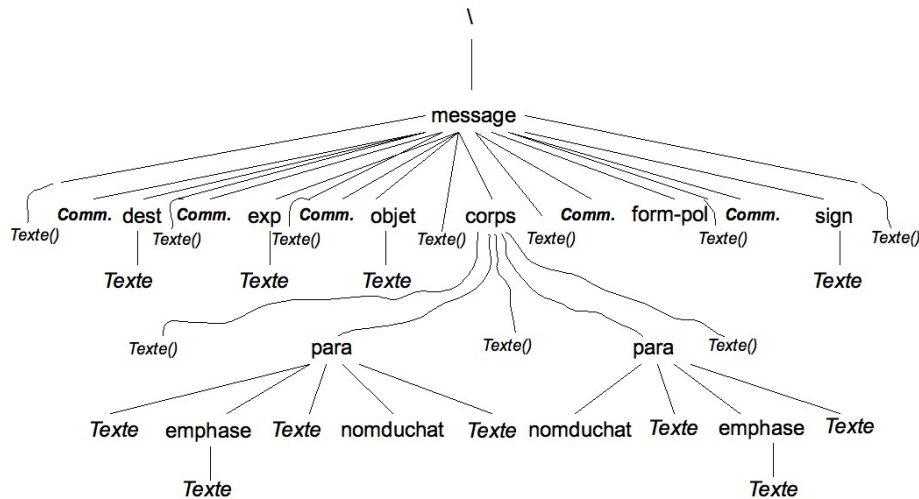 \
message
Comm. dest Comm. exp Comm. objet corps Comm. form-pol Comm. sign
Texte() Texte() Texte() Texte() Texte() Texte() Texte()
Texte Texte Texte Texte
Texte() Texte() Texte()
para para
Texte emphase Texte nomduchat Texte nomduchat Texte emphase Texte
Texte Texte